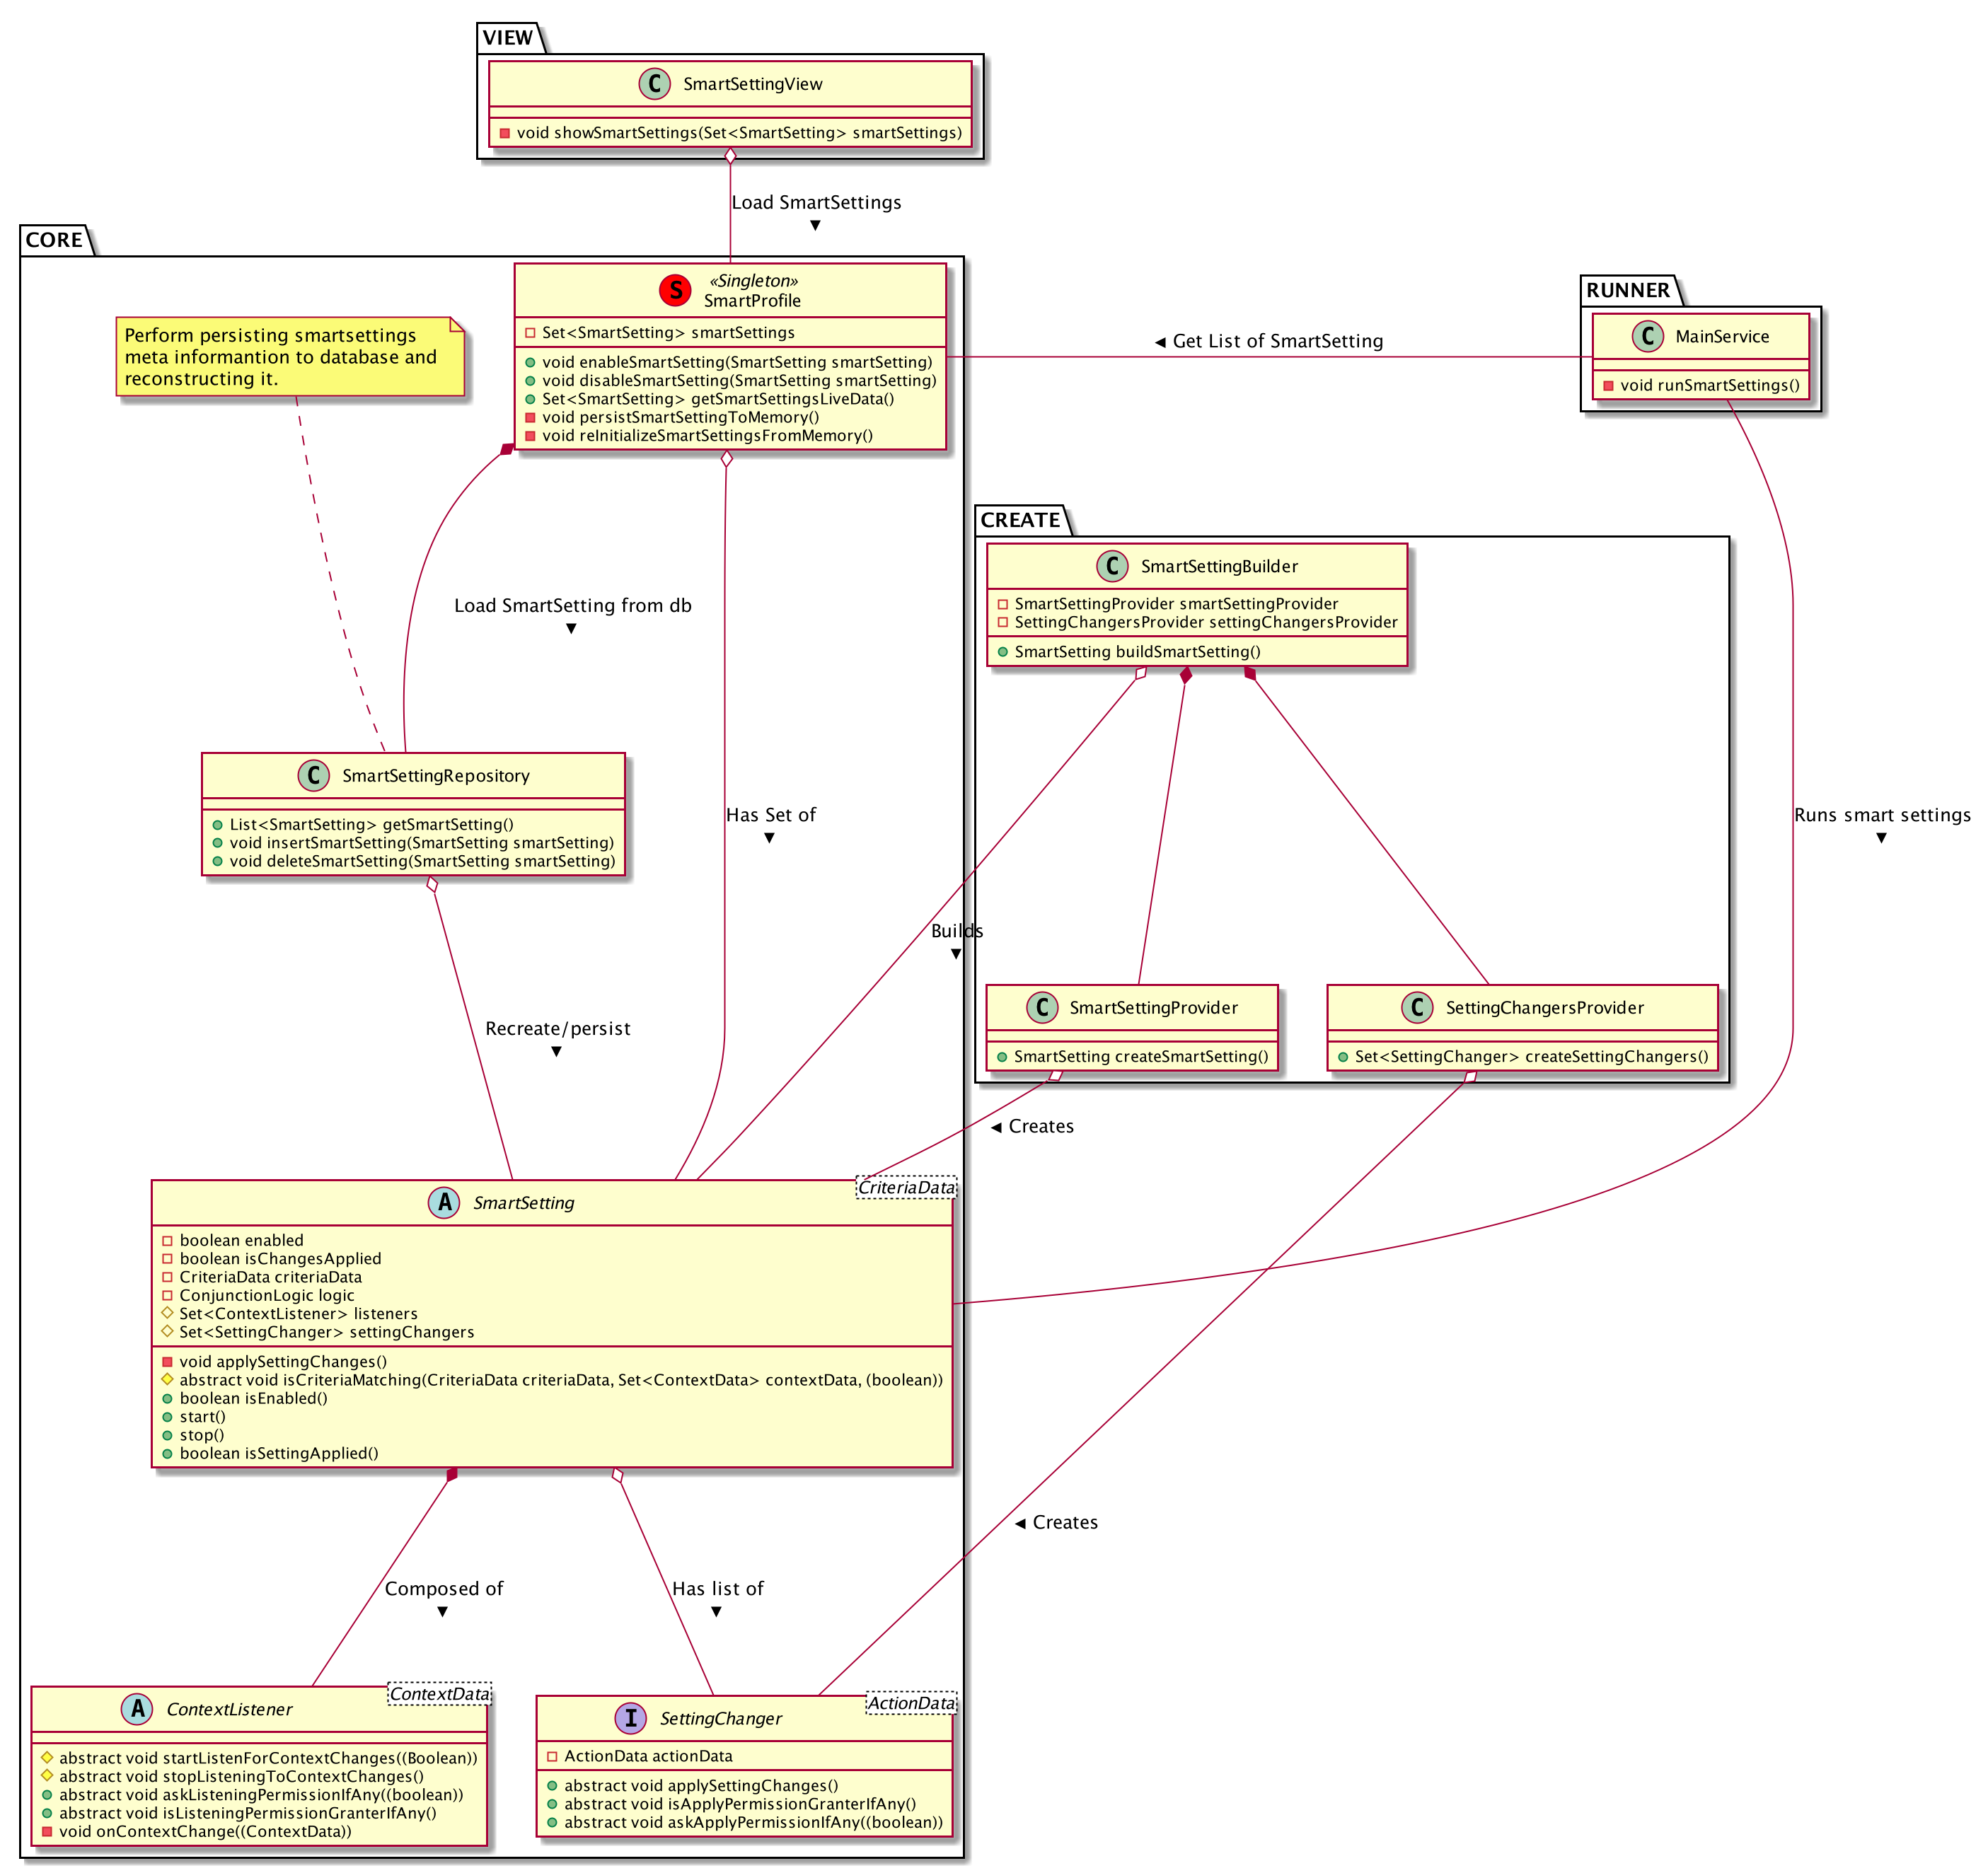 VIEW
C SmartSettingView
void showSmartSettings(Set<SmartSetting> smartSettings)
Load SmartSettings
▼
CORE
S «Singleton»
SmartProfile
Set<SmartSetting> smartSettings
void enableSmartSetting(SmartSetting smartSetting)
void disableSmartSetting(SmartSetting smartSetting)
Set<SmartSetting> getSmartSettingsLiveData()
void persistSmartSettingToMemory()
void reInitializeSmartSettingsFromMemory()
Perform persisting smartsettings
meta informantion to database and
reconstructing it.
◄ Get List of SmartSetting
RUNNER
C MainService
void runSmartSettings()
CREATE
C SmartSettingBuilder
SmartSettingProvider smartSettingProvider
SettingChangersProvider settingChangersProvider
SmartSetting buildSmartSetting()
Load SmartSetting from db
▼
C SmartSettingRepository
List<SmartSetting> getSmartSetting()
void insertSmartSetting(SmartSetting smartSetting)
void deleteSmartSetting(SmartSetting smartSetting)
Has Set of
▼
Runs smart settings
▼
Builds
▼
C SmartSettingProvider
SmartSetting createSmartSetting()
C SettingChangersProvider
Set<SettingChanger> createSettingChangers()
Recreate/persist
▼
◄ Creates
A SmartSetting
CriteriaData
boolean enabled
boolean isChangesApplied
CriteriaData criteriaData
ConjunctionLogic logic
Set<ContextListener> listeners
Set<SettingChanger> settingChangers
void applySettingChanges()
abstract void isCriteriaMatching(CriteriaData criteriaData, Set<ContextData> contextData, (boolean))
boolean isEnabled()
start()
stop()
boolean isSettingApplied()
◄ Creates
Composed of
▼
Has list of
▼
A ContextListener
ContextData
abstract void startListenForContextChanges((Boolean))
abstract void stopListeningToContextChanges()
abstract void askListeningPermissionIfAny((boolean))
abstract void isListeningPermissionGranterIfAny()
void onContextChange((ContextData))
I SettingChanger
ActionData
ActionData actionData
abstract void applySettingChanges()
abstract void isApplyPermissionGranterIfAny()
abstract void askApplyPermissionIfAny((boolean))